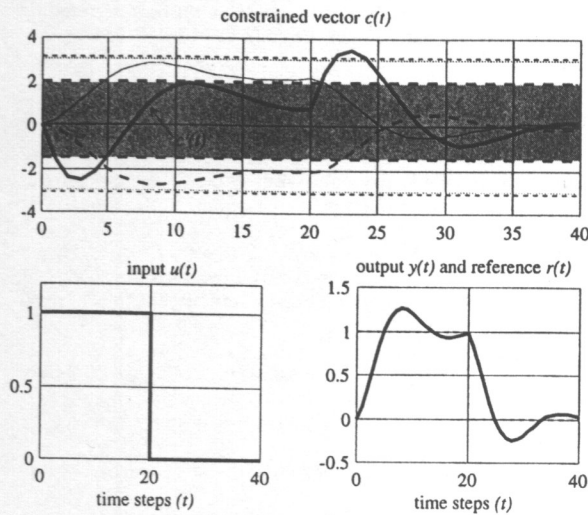 constrained vector c(t)
4
2
0
-2
-4
0 5 10 15 20 25 30 35 40
input u(t)
1
0.5
0
0 20 40
time steps (t)
output y(t) and reference r(t)
1.5
1
0.5
0
-0.5
0 20 40
time steps (t)